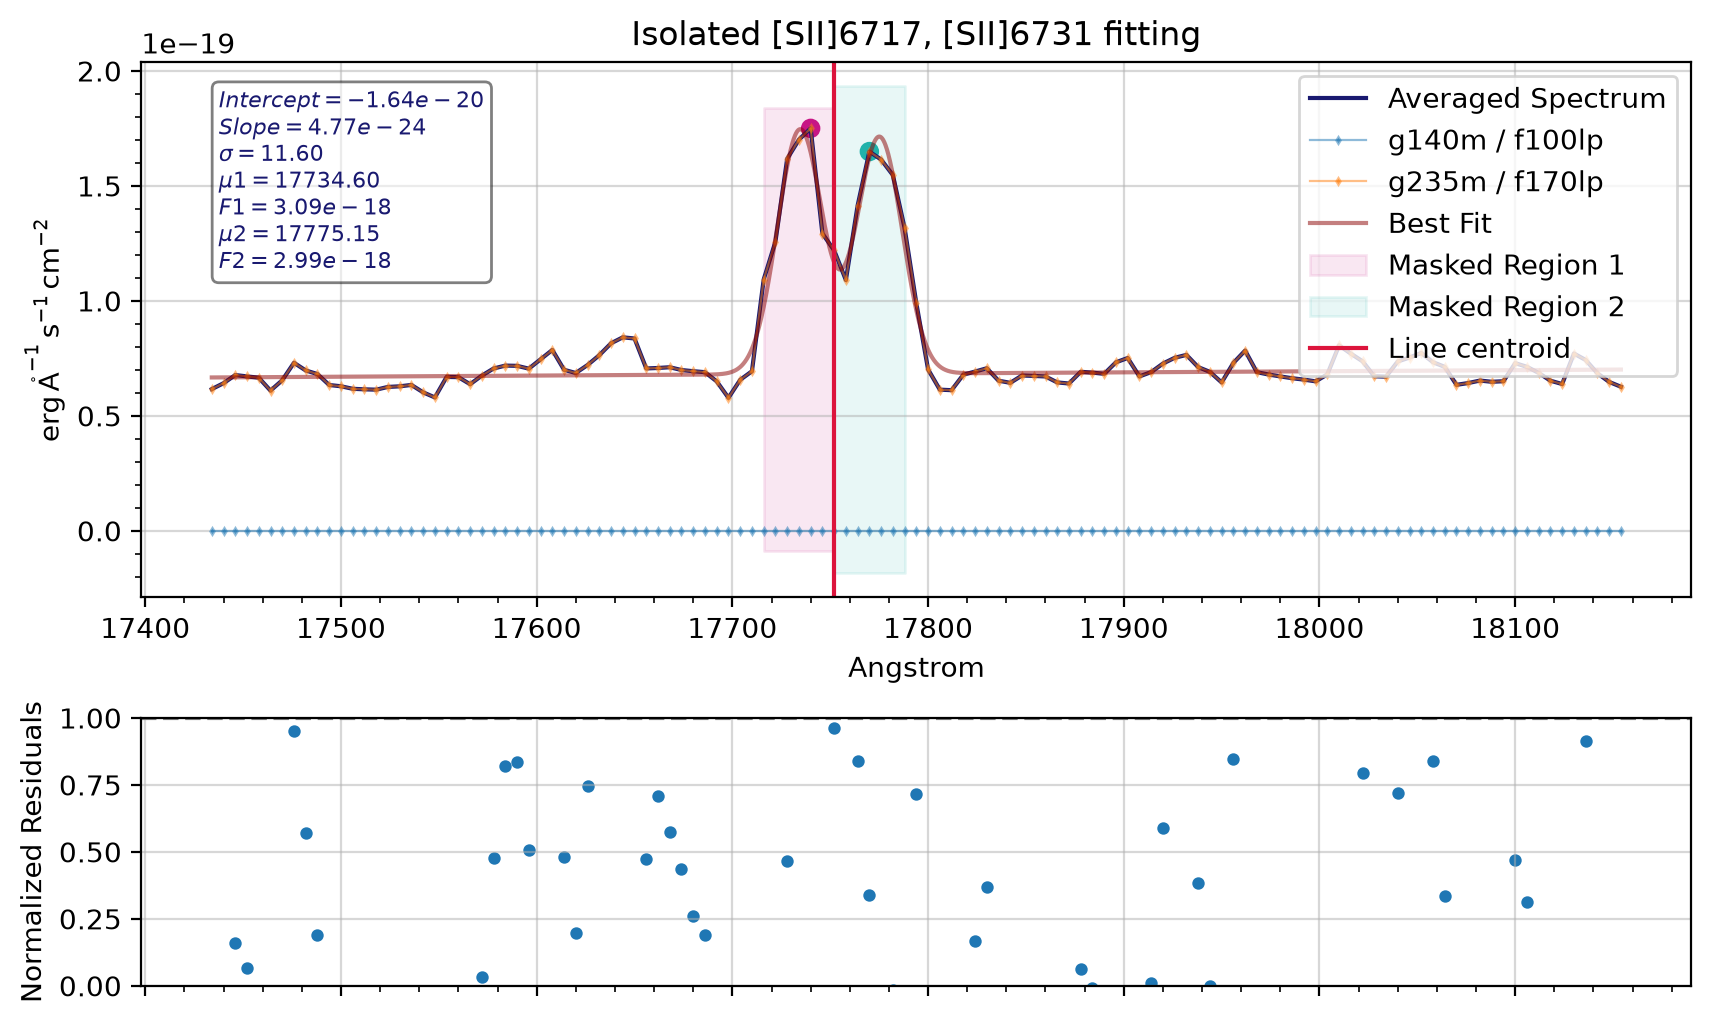 Isolated [SII]6717, [SII]6731 fitting
1e−19
2.0
1.5
1.0
0.5
0.0
erg Å⁻¹ s⁻¹ cm⁻²
Intercept = −1.64e − 20
Slope = 4.77e − 24
σ = 11.60
μ1 = 17734.60
F1 = 3.09e − 18
μ2 = 17775.15
F2 = 2.99e − 18
Averaged Spectrum
g140m / f100lp
g235m / f170lp
Best Fit
Masked Region 1
Masked Region 2
Line centroid
17400 17500 17600 17700 17800 17900 18000 18100
Angstrom
Normalized Residuals
1.00
0.75
0.50
0.25
0.00